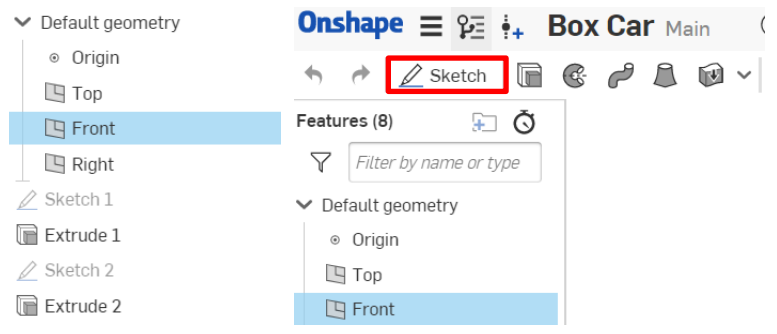 Default geometry
Origin
Top
Front
Right
Sketch 1
Extrude 1
Sketch 2
Extrude 2
Onshape Box Car Main
Sketch
Features (8)
Filter by name or type
Default geometry
Origin
Top
Front